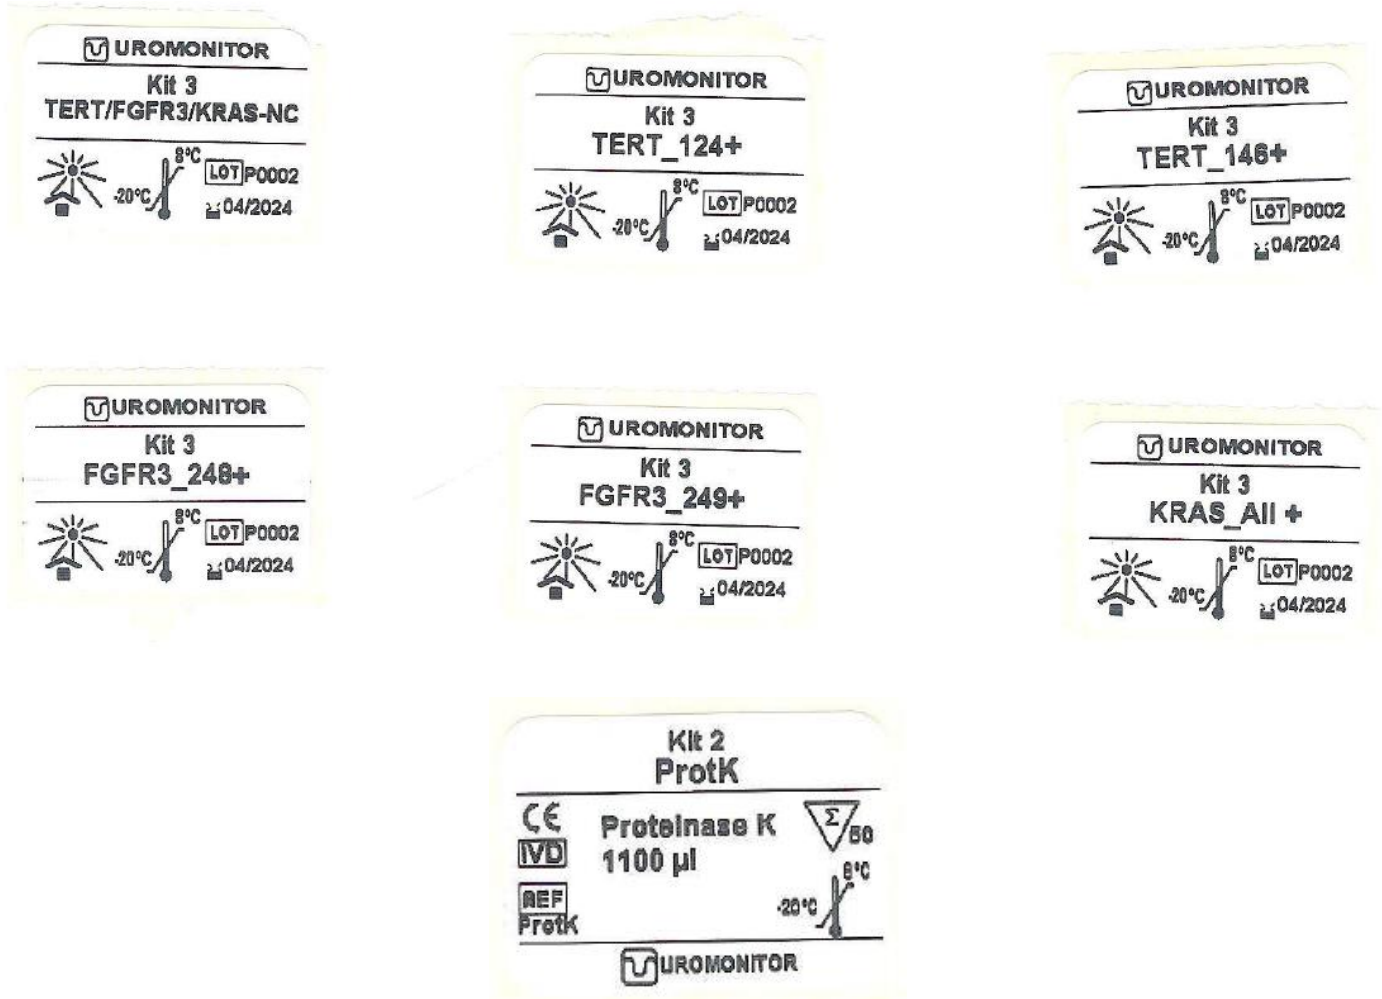 UROMONITOR
Kit 3
TERT/FGFR3/KRAS-NC
8°C
-20°C
LOT P0002
04/2024
UROMONITOR
Kit 3
TERT_124+
8°C
-20°C
LOT P0002
04/2024
UROMONITOR
Kit 3
TERT_146+
8°C
-20°C
LOT P0002
04/2024
UROMONITOR
Kit 3
FGFR3_248+
8°C
-20°C
LOT P0002
04/2024
UROMONITOR
Kit 3
FGFR3_249+
8°C
-20°C
LOT P0002
04/2024
UROMONITOR
Kit 3
KRAS_All +
8°C
-20°C
LOT P0002
04/2024
Kit 2
ProtK
CE
IVD
Proteinase K
1100 µl
Σ/50
REF
ProtK
8°C
-20°C
UROMONITOR